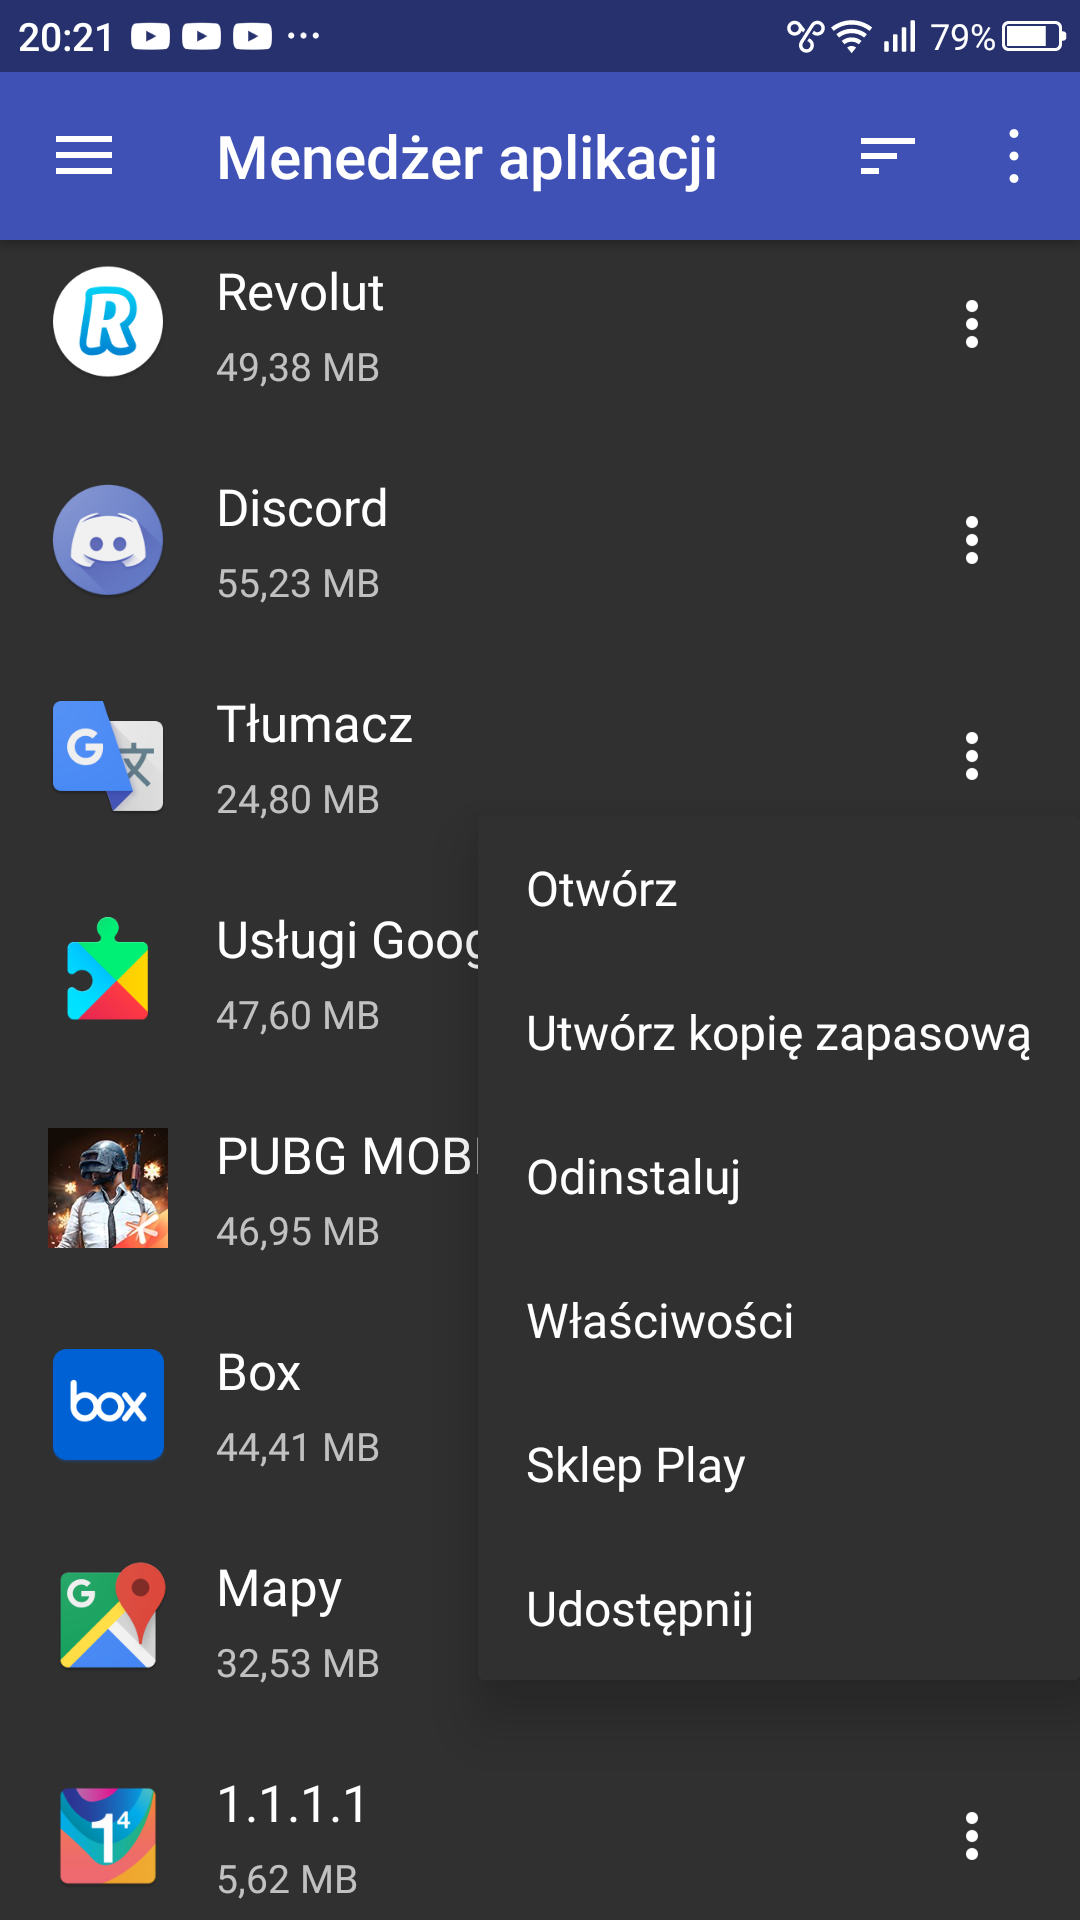 20:21 79%
Menedżer aplikacji
Revolut
49,38 MB
Discord
55,23 MB
Tłumacz
24,80 MB
Usługi Goog
47,60 MB
PUBG MOBI
46,95 MB
box
Box
44,41 MB
Mapy
32,53 MB
1.1.1.1
5,62 MB
Otwórz
Utwórz kopię zapasową
Odinstaluj
Właściwości
Sklep Play
Udostępnij